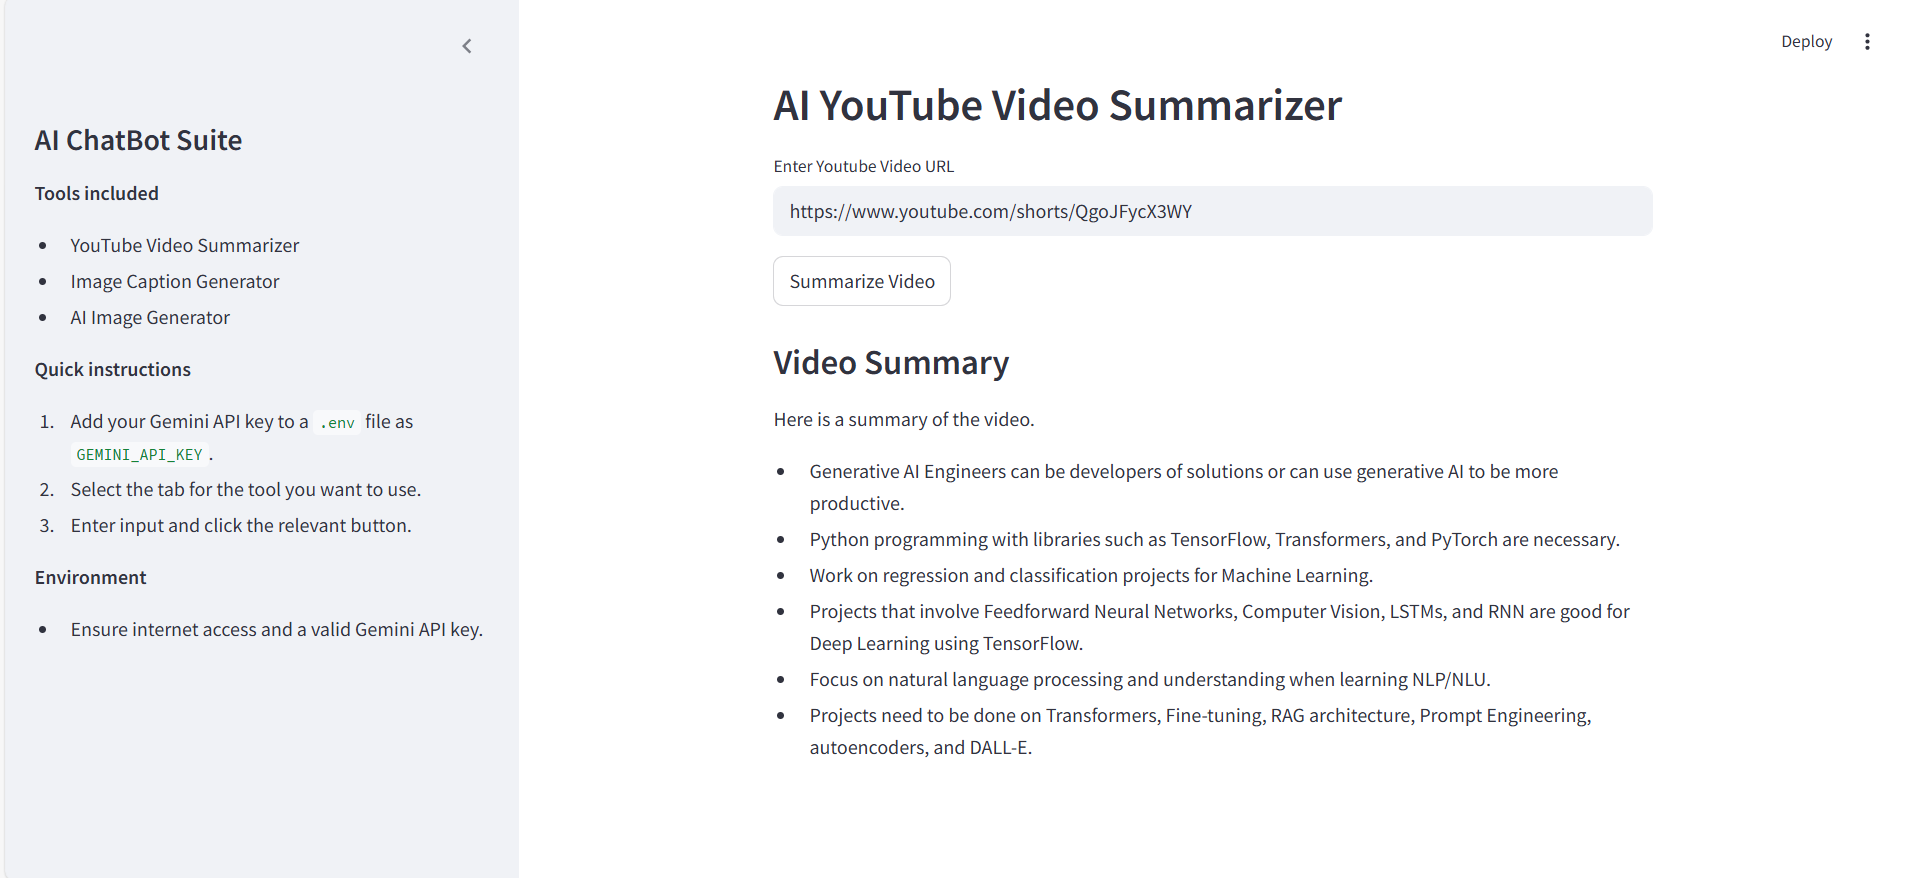 AI ChatBot Suite
Tools included
• YouTube Video Summarizer
• Image Caption Generator
• AI Image Generator
Quick instructions
1. Add your Gemini API key to a .env file as
GEMINI_API_KEY .
2. Select the tab for the tool you want to use.
3. Enter input and click the relevant button.
Environment
• Ensure internet access and a valid Gemini API key.
Deploy
AI YouTube Video Summarizer
Enter Youtube Video URL
https://www.youtube.com/shorts/QgoJFycX3WY
Summarize Video
Video Summary
Here is a summary of the video.
• Generative AI Engineers can be developers of solutions or can use generative AI to be more
productive.
• Python programming with libraries such as TensorFlow, Transformers, and PyTorch are necessary.
• Work on regression and classification projects for Machine Learning.
• Projects that involve Feedforward Neural Networks, Computer Vision, LSTMs, and RNN are good for
Deep Learning using TensorFlow.
• Focus on natural language processing and understanding when learning NLP/NLU.
• Projects need to be done on Transformers, Fine-tuning, RAG architecture, Prompt Engineering,
autoencoders, and DALL-E.